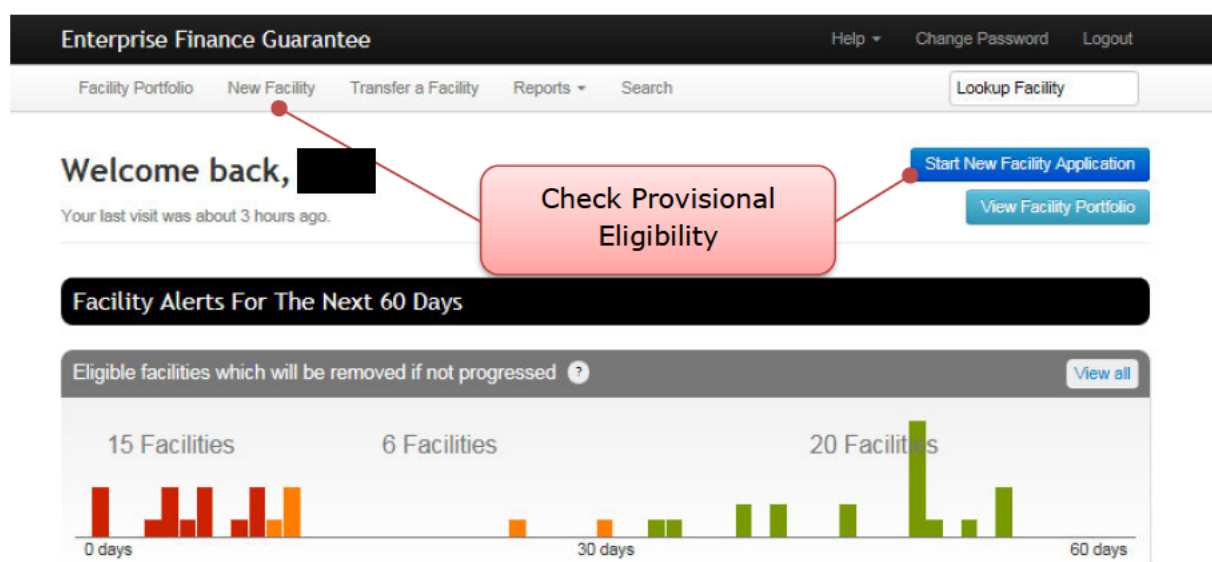 Enterprise Finance Guarantee
Help
Change Password
Logout
Facility Portfolio
New Facility
Transfer a Facility
Reports
Search
Lookup Facility
Welcome back,
Start New Facility Application
Check Provisional
Eligibility
View Facility Portfolio
Your last visit was about 3 hours ago.
Facility Alerts For The Next 60 Days
Eligible facilities which will be removed if not progressed ?
View all
15 Facilities
6 Facilities
20 Facilities
0 days
30 days
60 days